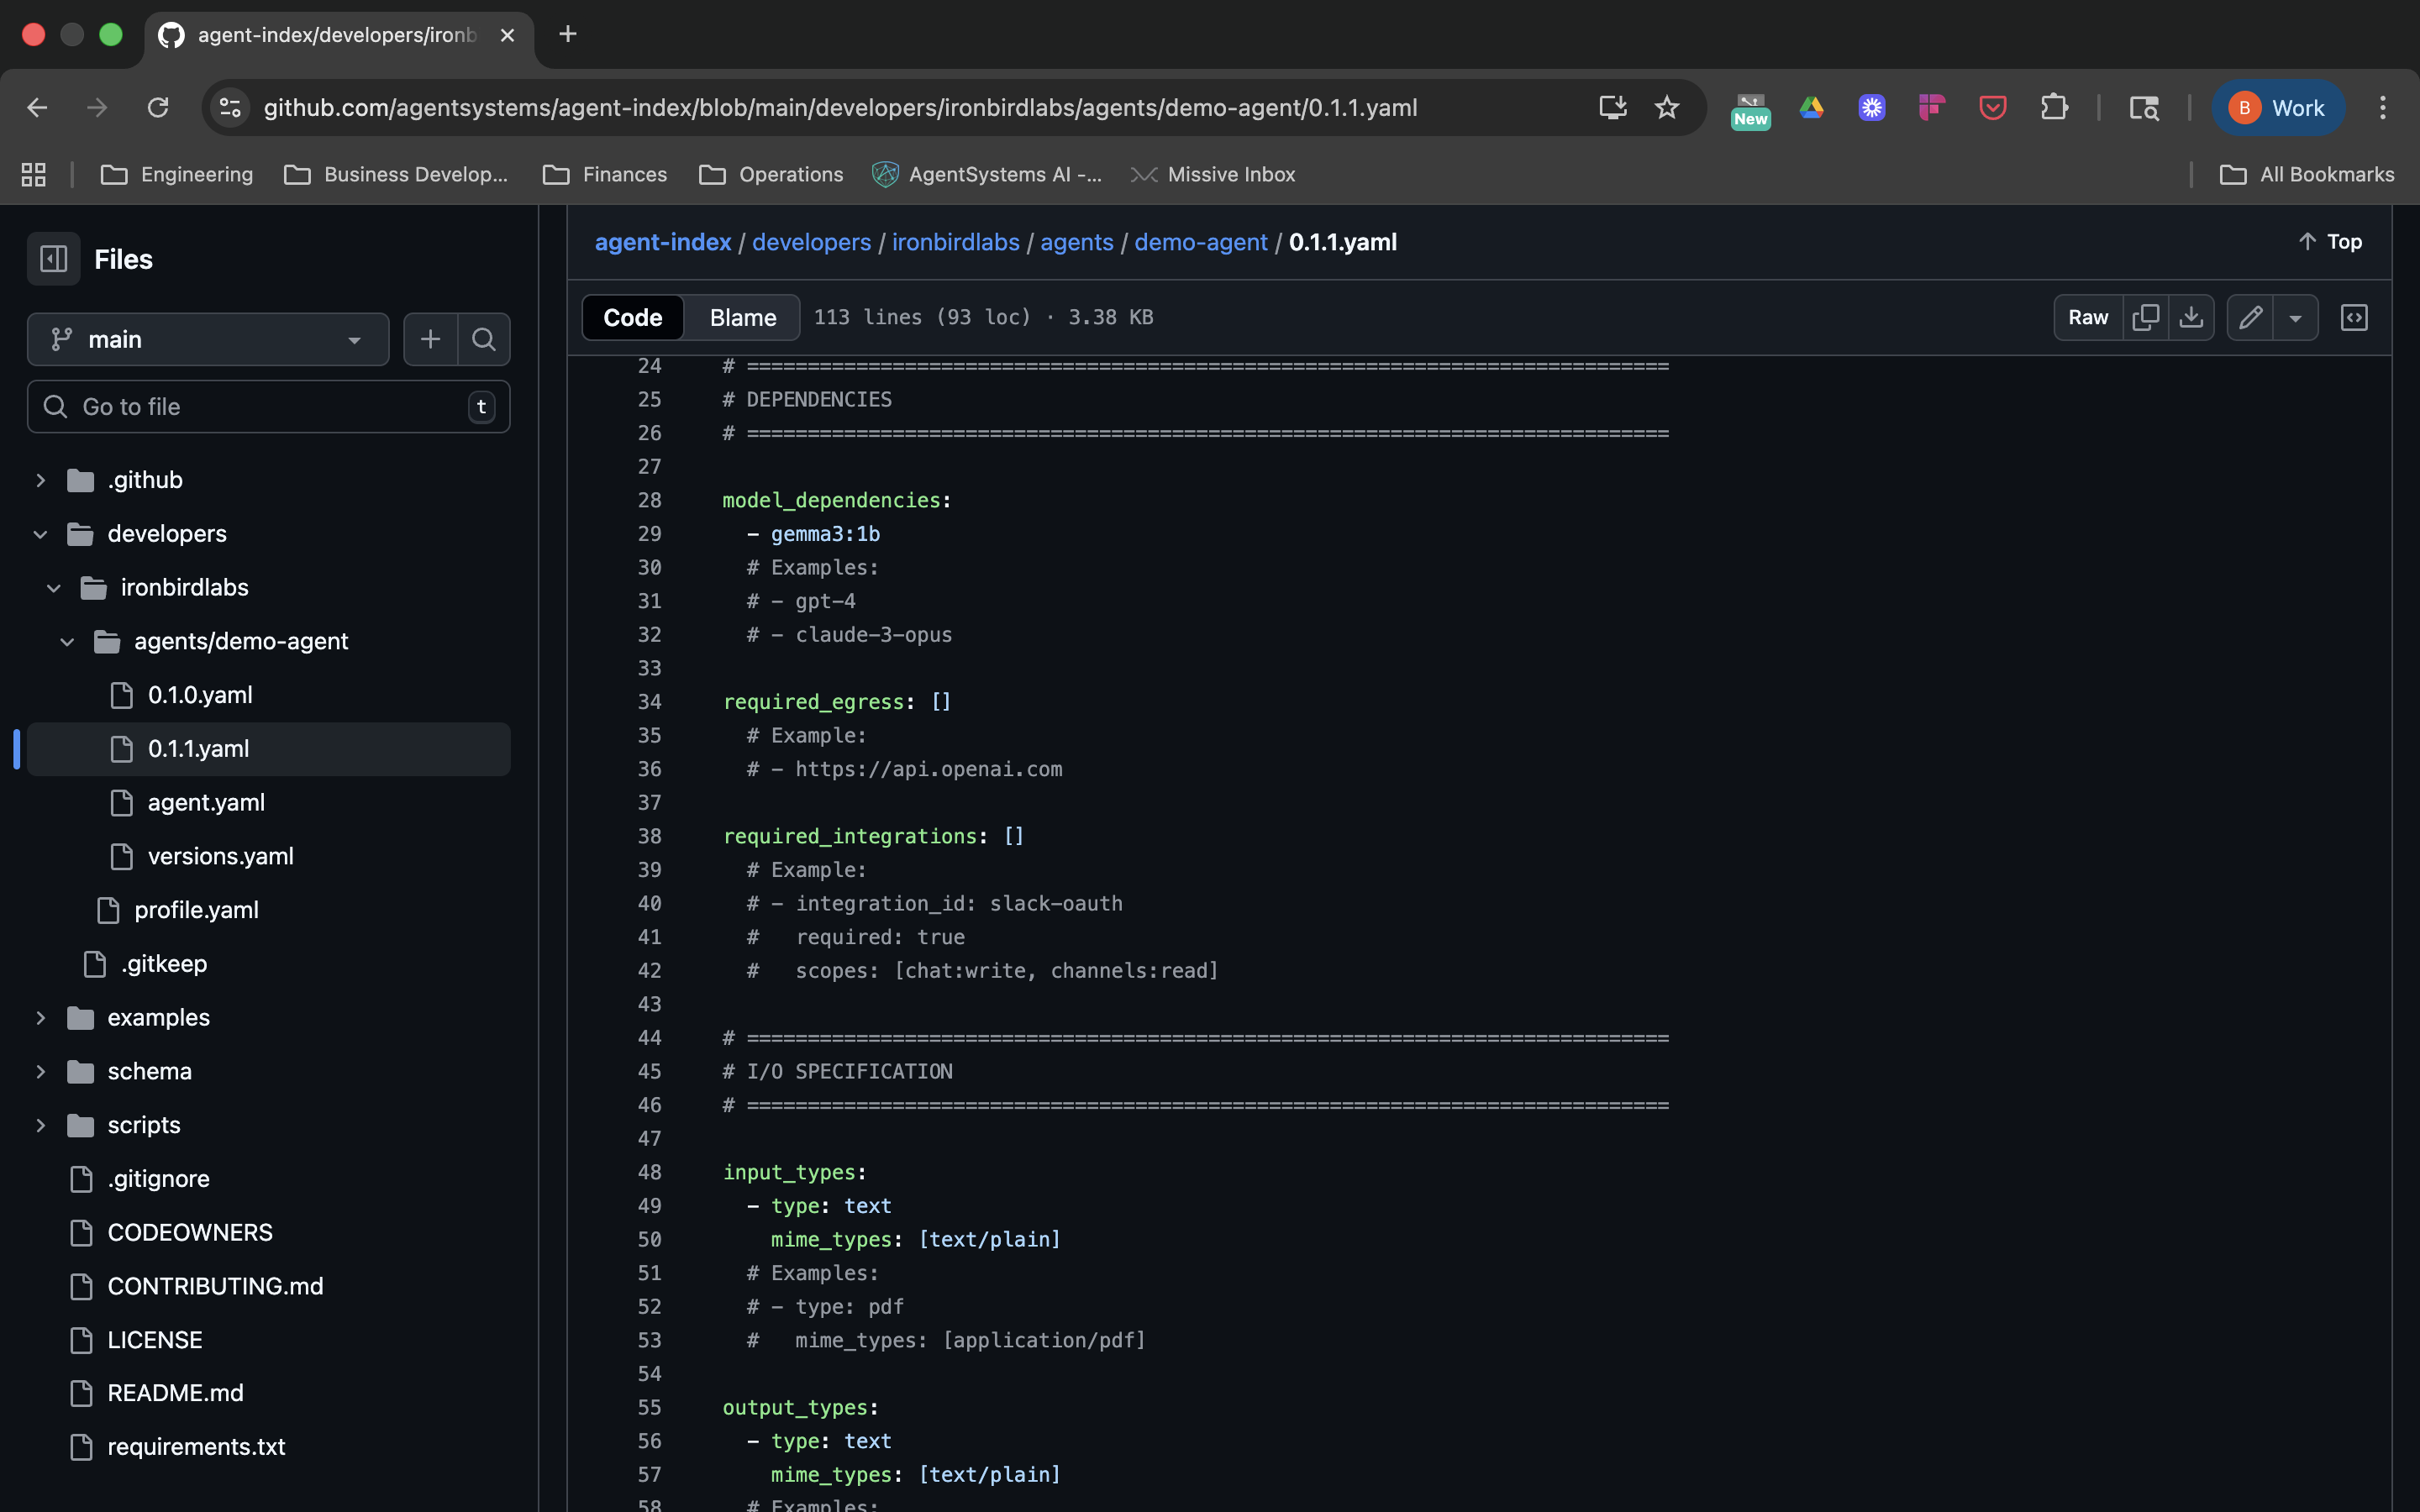 agent-index/developers/ironb
github.com/agentsystems/agent-index/blob/main/developers/ironbirdlabs/agents/demo-agent/0.1.1.yaml
New
B Work
Engineering
Business Develop...
Finances
Operations
AgentSystems AI -...
Missive Inbox
All Bookmarks
Files
main
Go to file
t
.github
developers
ironbirdlabs
agents/demo-agent
0.1.0.yaml
0.1.1.yaml
agent.yaml
versions.yaml
profile.yaml
.gitkeep
examples
schema
scripts
.gitignore
CODEOWNERS
CONTRIBUTING.md
LICENSE
README.md
requirements.txt
agent-index / developers / ironbirdlabs / agents / demo-agent / 0.1.1.yaml
Top
Code
Blame
113 lines (93 loc) · 3.38 KB
Raw
24 # ============================================================================
25 # DEPENDENCIES
26 # ============================================================================
27
28 model_dependencies:
29   - gemma3:1b
30   # Examples:
31   # - gpt-4
32   # - claude-3-opus
33
34 required_egress: []
35   # Example:
36   # - https://api.openai.com
37
38 required_integrations: []
39   # Example:
40   # - integration_id: slack-oauth
41   #   required: true
42   #   scopes: [chat:write, channels:read]
43
44 # ============================================================================
45 # I/O SPECIFICATION
46 # ============================================================================
47
48 input_types:
49   - type: text
50     mime_types: [text/plain]
51   # Examples:
52   # - type: pdf
53   #   mime_types: [application/pdf]
54
55 output_types:
56   - type: text
57     mime_types: [text/plain]
58   # Examples: